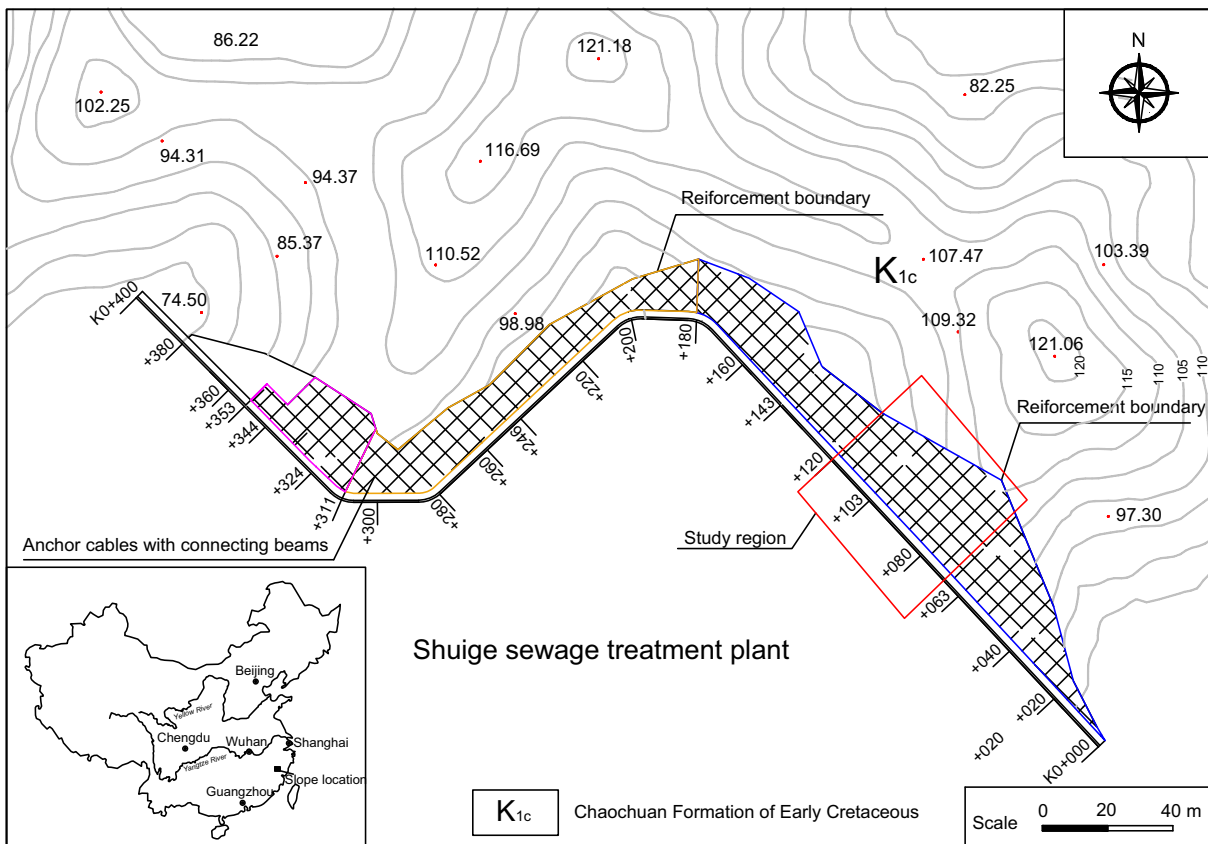 86.22
121.18
N
102.25
82.25
94.31
116.69
94.37
Reiforcement boundary
85.37
110.52
K1c
107.47
103.39
K0+400
74.50
98.98
109.32
121.06
120
115
110
105
110
+380
+360
+353
+344
+324
+311
+300
+280
+260
+246
+220
+200
+180
+160
+143
+120
+103
+080
+063
+040
+020
+020
K0+000
Reiforcement boundary
97.30
Anchor cables with connecting beams
Study region
Shuige sewage treatment plant
Beijing
Yellow River
Chengdu
Wuhan
Shanghai
Yangtze River
Slope location
Guangzhou
K1c
Chaochuan Formation of Early Cretaceous
Scale
0 20 40 m